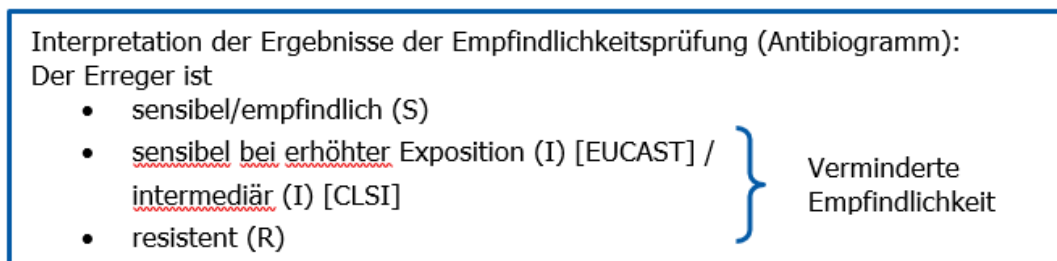 Interpretation der Ergebnisse der Empfindlichkeitsprüfung (Antibiogramm):
Der Erreger ist
• sensibel/empfindlich (S)
• sensibel bei erhöhter Exposition (I) [EUCAST] /
intermediär (I) [CLSI]
• resistent (R)
Verminderte
Empfindlichkeit